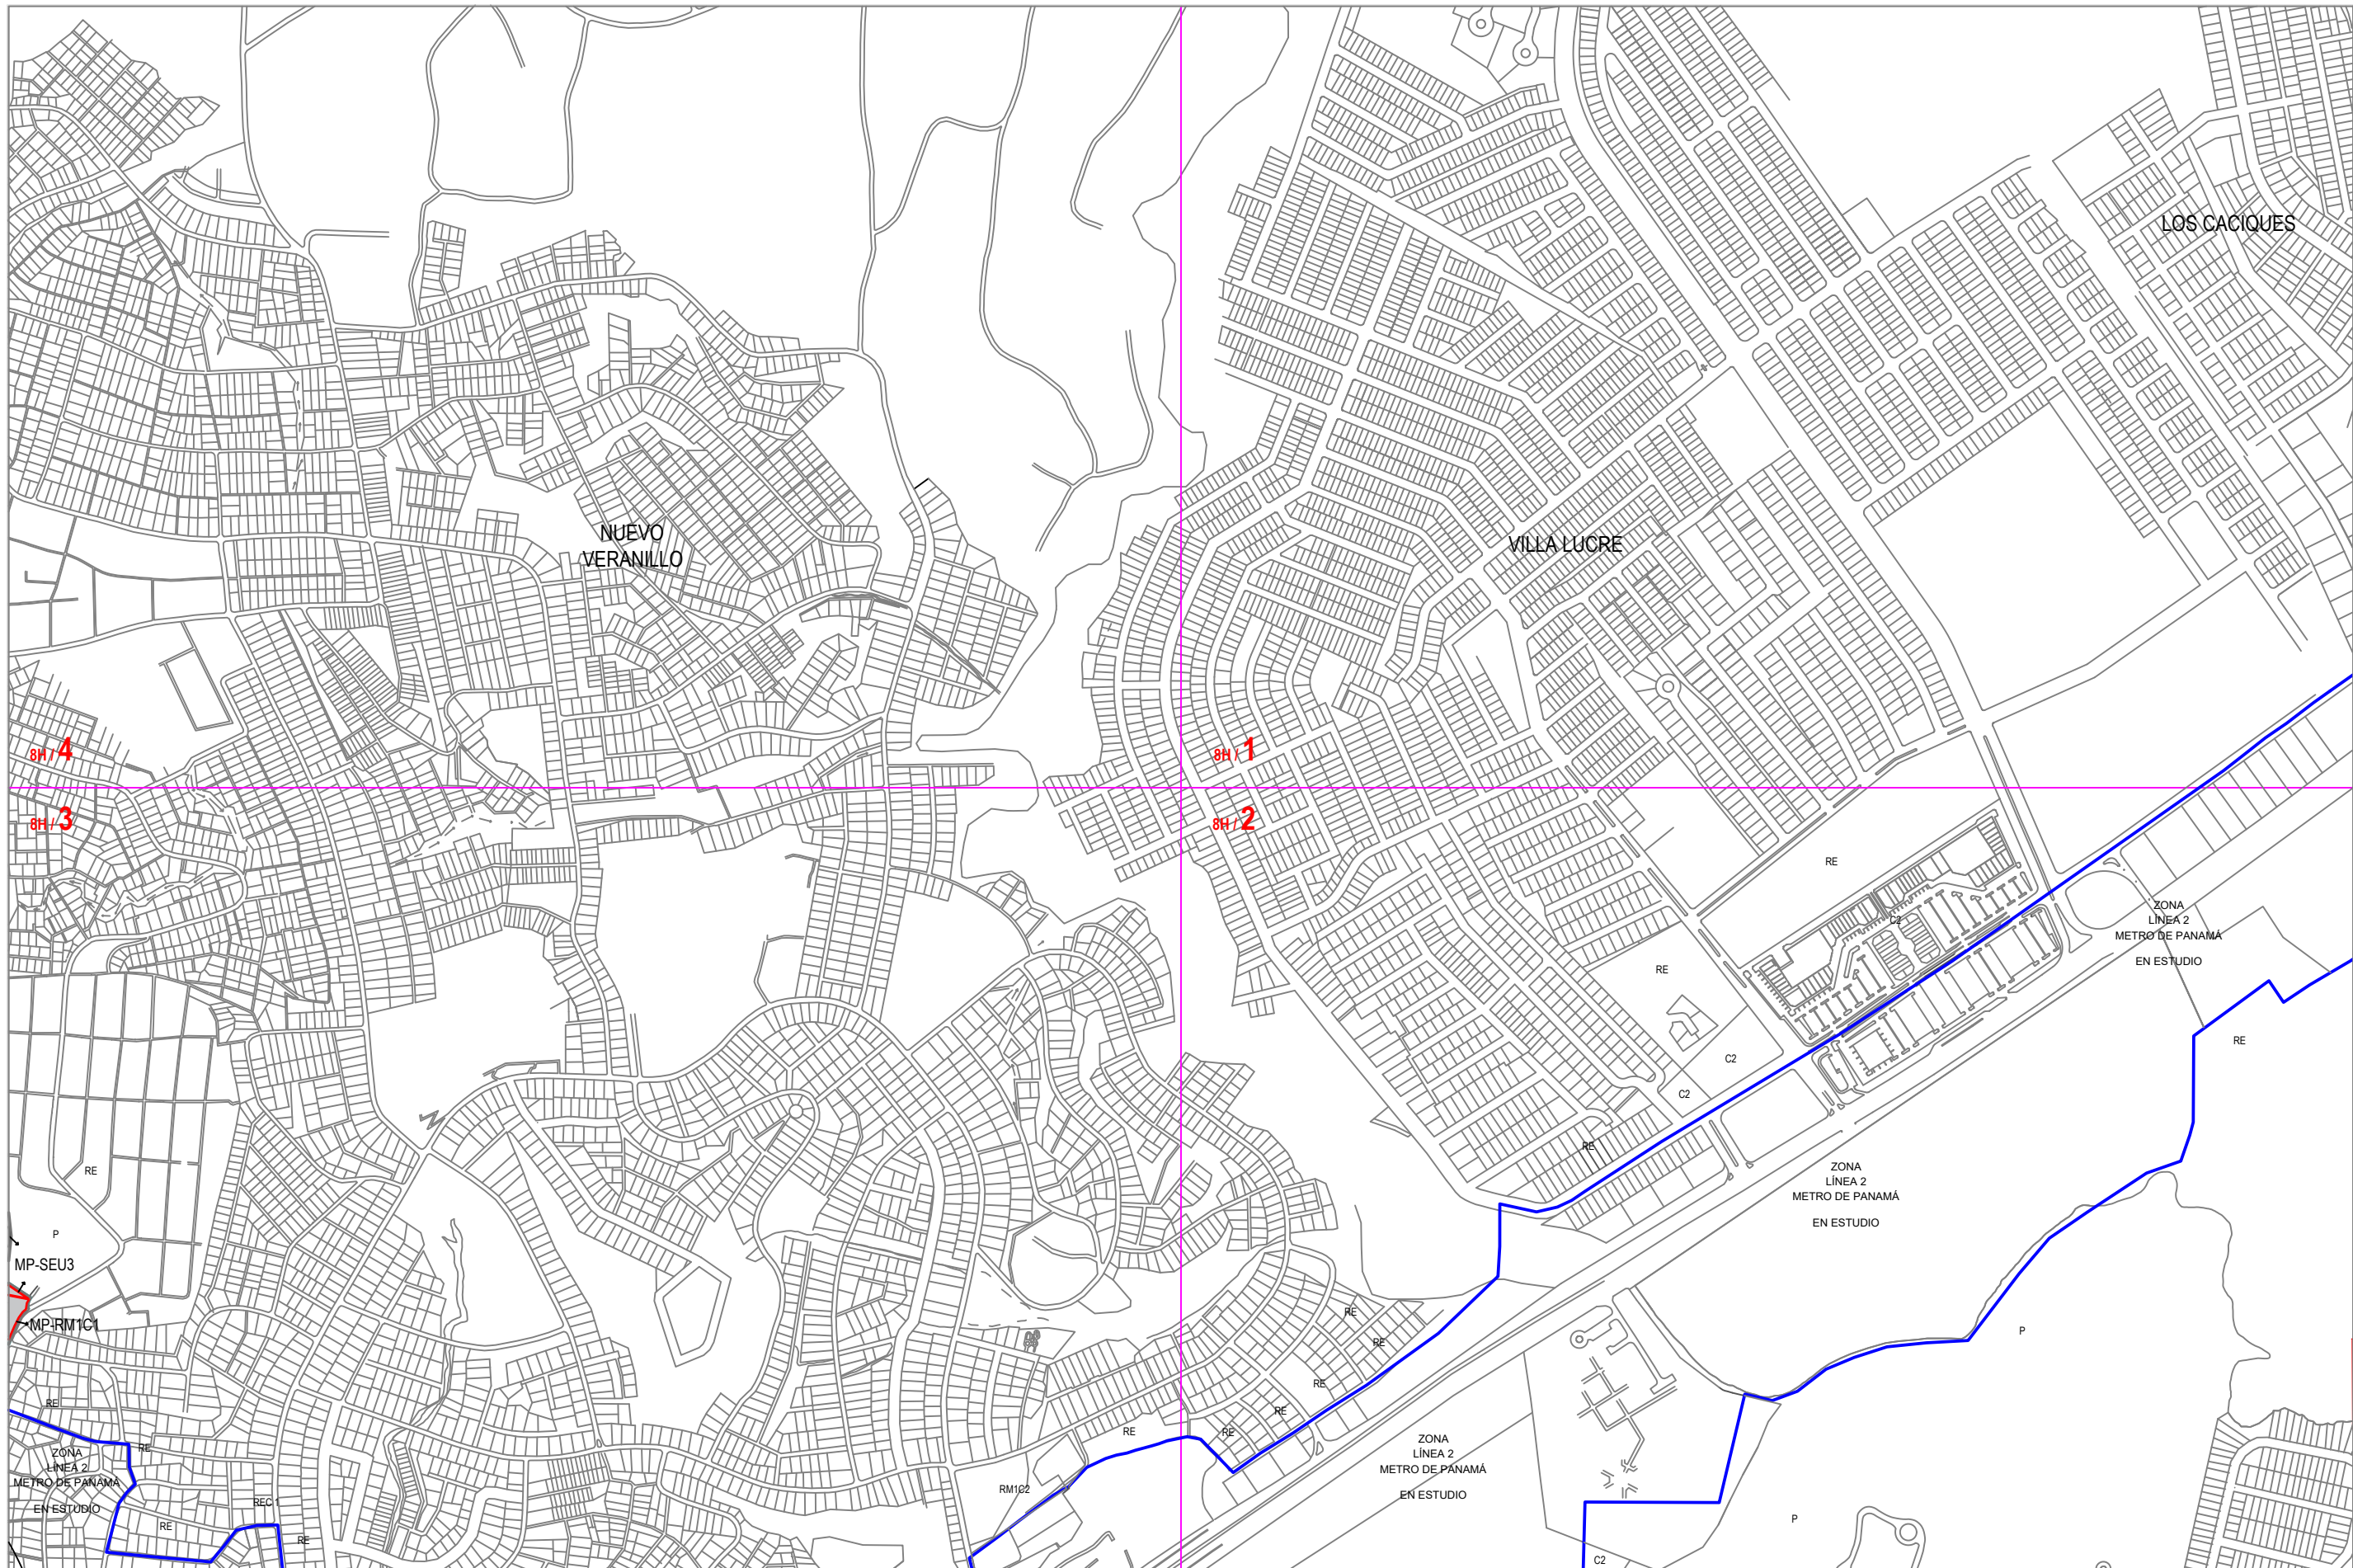 LOS CACIQUES
NUEVO
VERANILLO
VILLA LUCRE
8H / 4
8H / 1
8H / 3
8H / 2
RE
C2
ZONA
LÍNEA 2
METRO DE PANAMÁ
EN ESTUDIO
RE
RE
C2
C2
RE
RE
ZONA
LÍNEA 2
METRO DE PANAMÁ
EN ESTUDIO
P
MP-SEU3
MP-RM1C1
RE
RE
RE
P
RE
RE
RE
RE
RE
ZONA
LÍNEA 2
METRO DE PANAMÁ
EN ESTUDIO
ZONA
LÍNEA 2
METRO DE PANAMÁ
EN ESTUDIO
RM1C2
REC 1
RE
RE
P
C2